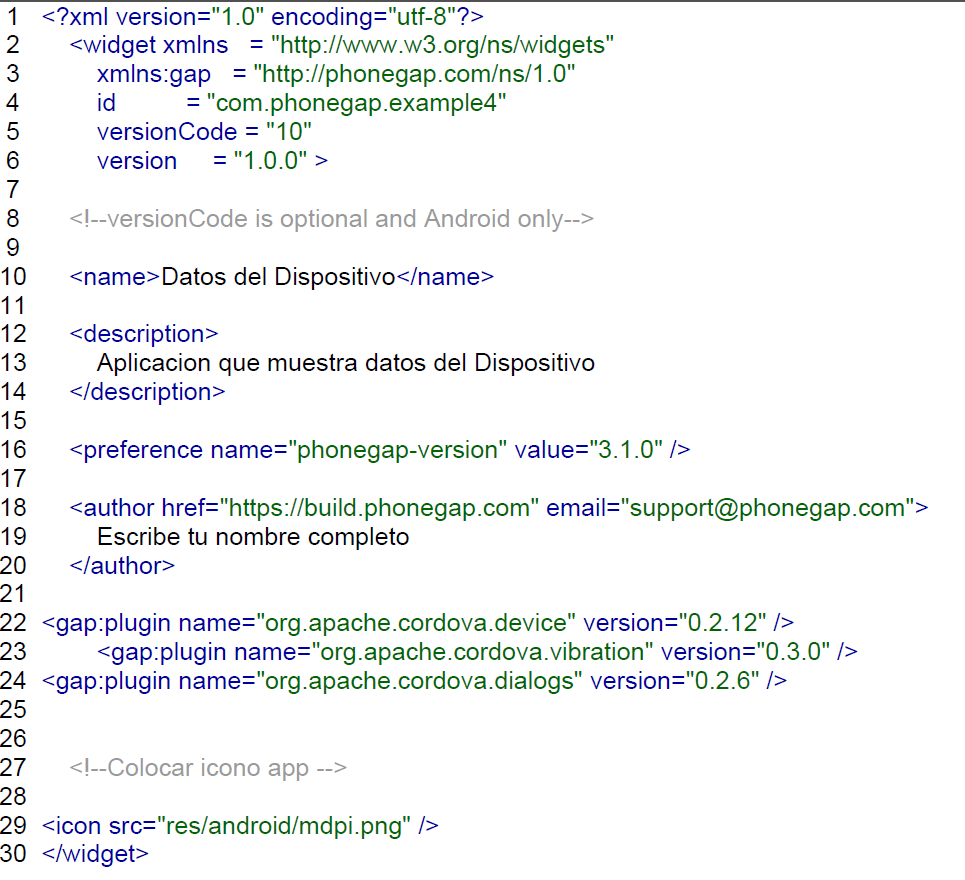 1 <?xml version="1.0" encoding="utf-8"?>
2 <widget xmlns = "http://www.w3.org/ns/widgets"
3 xmlns:gap = "http://phonegap.com/ns/1.0"
4 id = "com.phonegap.example4"
5 versionCode = "10"
6 version = "1.0.0" >
7
8 <!--versionCode is optional and Android only-->
9
10 <name>Datos del Dispositivo</name>
11
12 <description>
13 Aplicacion que muestra datos del Dispositivo
14 </description>
15
16 <preference name="phonegap-version" value="3.1.0" />
17
18 <author href="https://build.phonegap.com" email="support@phonegap.com">
19 Escribe tu nombre completo
20 </author>
21
22 <gap:plugin name="org.apache.cordova.device" version="0.2.12" />
23 <gap:plugin name="org.apache.cordova.vibration" version="0.3.0" />
24 <gap:plugin name="org.apache.cordova.dialogs" version="0.2.6" />
25
26
27 <!--Colocar icono app -->
28
29 <icon src="res/android/mdpi.png" />
30 </widget>